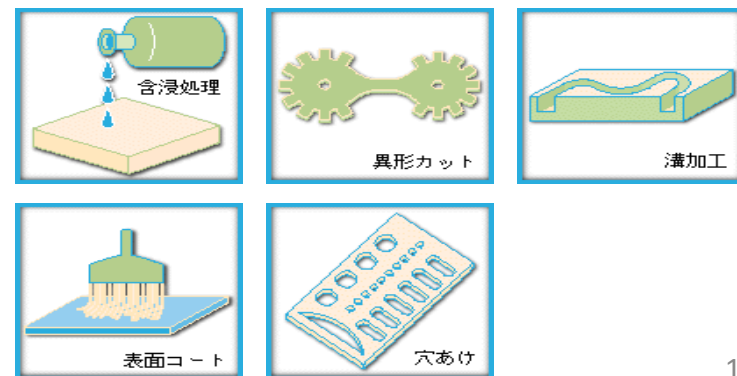 含浸処理
異形カット
溝加工
表面コート
穴あけ
1